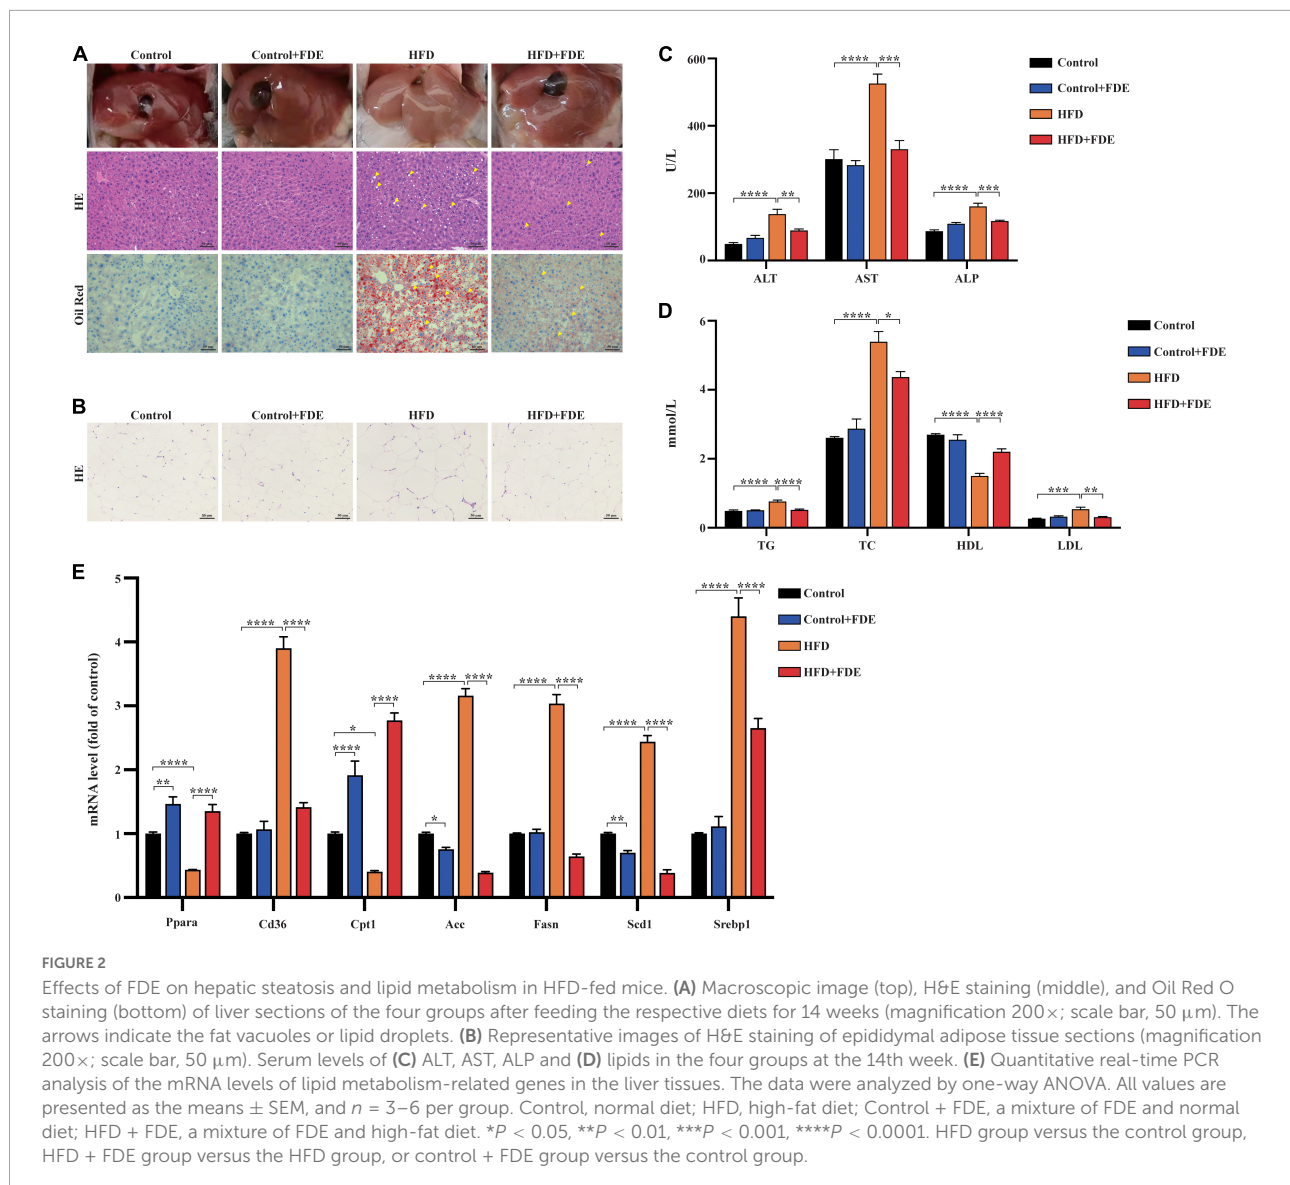 A
Control
Control+FDE
HFD
HFD+FDE
HE
Oil Red
B
Control
Control+FDE
HFD
HFD+FDE
HE
50 μm
50 μm
50 μm
50 μm
C
600
400
200
0
U/L
**** ***
**** **
**** ***
ALT
AST
ALP
Control
Control+FDE
HFD
HFD+FDE
D
6
4
2
0
mmol/L
**** *
**** ****
**** ****
*** **
TG
TC
HDL
LDL
Control
Control+FDE
HFD
HFD+FDE
E
5
4
3
2
1
0
mRNA level (fold of control)
****
** ****
**** ****
****
*
****
**** ****
*
**** ****
**** ****
**
**** ****
Ppara
Cd36
Cpt1
Acc
Fasn
Scd1
Srebp1
Control
Control+FDE
HFD
HFD+FDE
FIGURE 2
Effects of FDE on hepatic steatosis and lipid metabolism in HFD-fed mice. (A) Macroscopic image (top), H&E staining (middle), and Oil Red O
staining (bottom) of liver sections of the four groups after feeding the respective diets for 14 weeks (magnification 200×; scale bar, 50 μm). The
arrows indicate the fat vacuoles or lipid droplets. (B) Representative images of H&E staining of epididymal adipose tissue sections (magnification
200×; scale bar, 50 μm). Serum levels of (C) ALT, AST, ALP and (D) lipids in the four groups at the 14th week. (E) Quantitative real-time PCR
analysis of the mRNA levels of lipid metabolism-related genes in the liver tissues. The data were analyzed by one-way ANOVA. All values are
presented as the means ± SEM, and n = 3–6 per group. Control, normal diet; HFD, high-fat diet; Control + FDE, a mixture of FDE and normal
diet; HFD + FDE, a mixture of FDE and high-fat diet. *P < 0.05, **P < 0.01, ***P < 0.001, ****P < 0.0001. HFD group versus the control group,
HFD + FDE group versus the HFD group, or control + FDE group versus the control group.